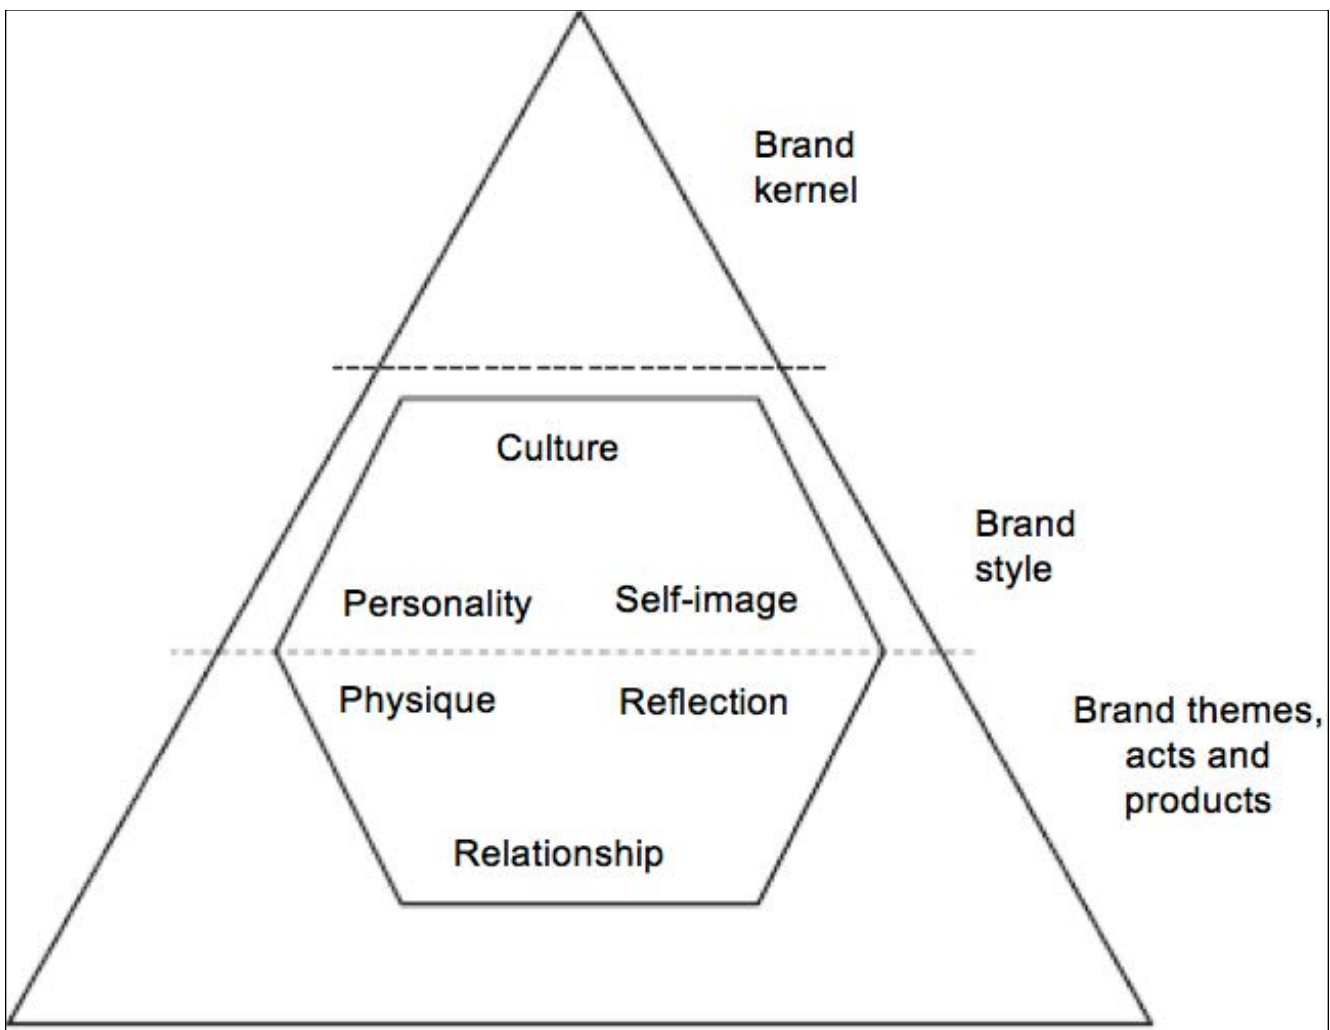 Brand
kernel
Culture
Brand
style
Personality
Self-image
Physique
Reflection
Brand themes,
acts and
products
Relationship